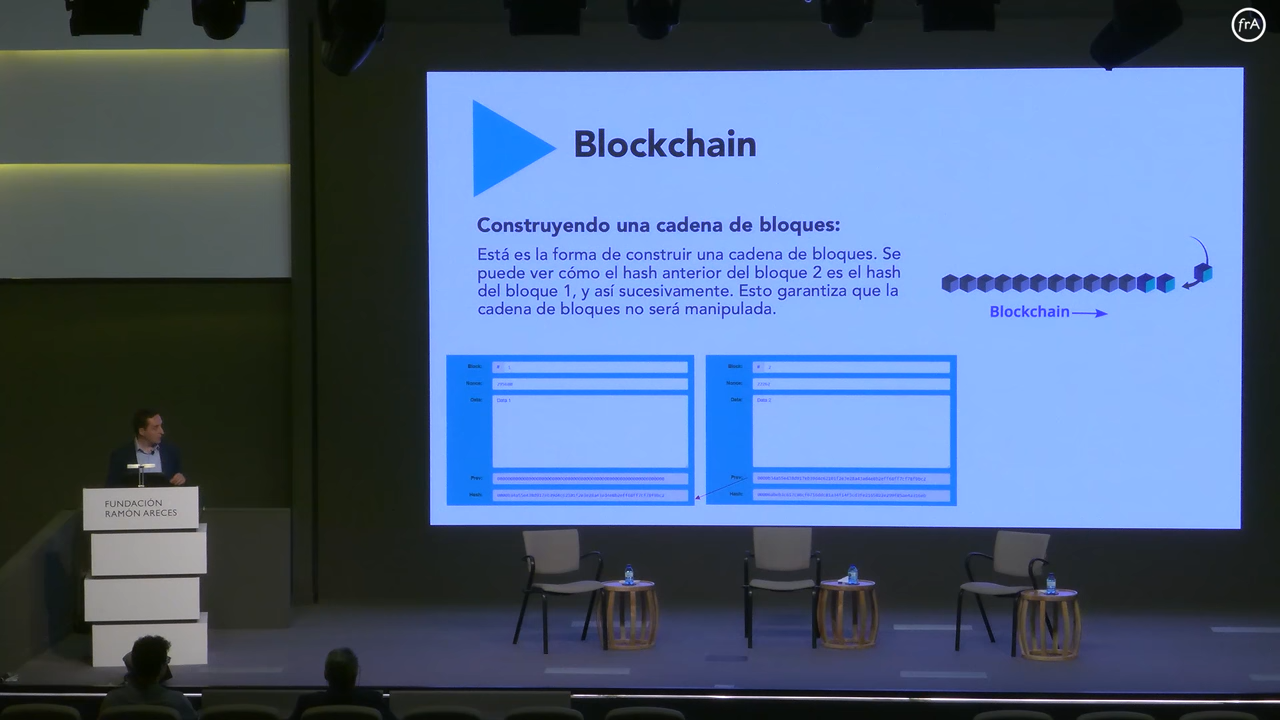 frA
Blockchain
Construyendo una cadena de bloques:
Está es la forma de construir una cadena de bloques. Se
puede ver cómo el hash anterior del bloque 2 es el hash
del bloque 1, y así sucesivamente. Esto garantiza que la
cadena de bloques no será manipulada.
Blockchain
Block: # 1
Nonce:
Data: Data 1
Prev:
Hash:
Block: # 2
Nonce:
Data: Data 2
Prev:
Hash:
FUNDACIÓN
RAMÓN ARECES